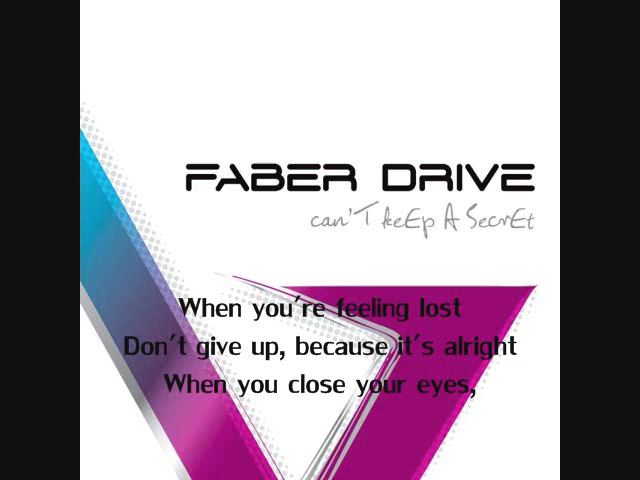 FABER DRIVE
can'T keEp A SecrEt
When you're feeling lost
Don't give up, because it's alright
When you close your eyes,